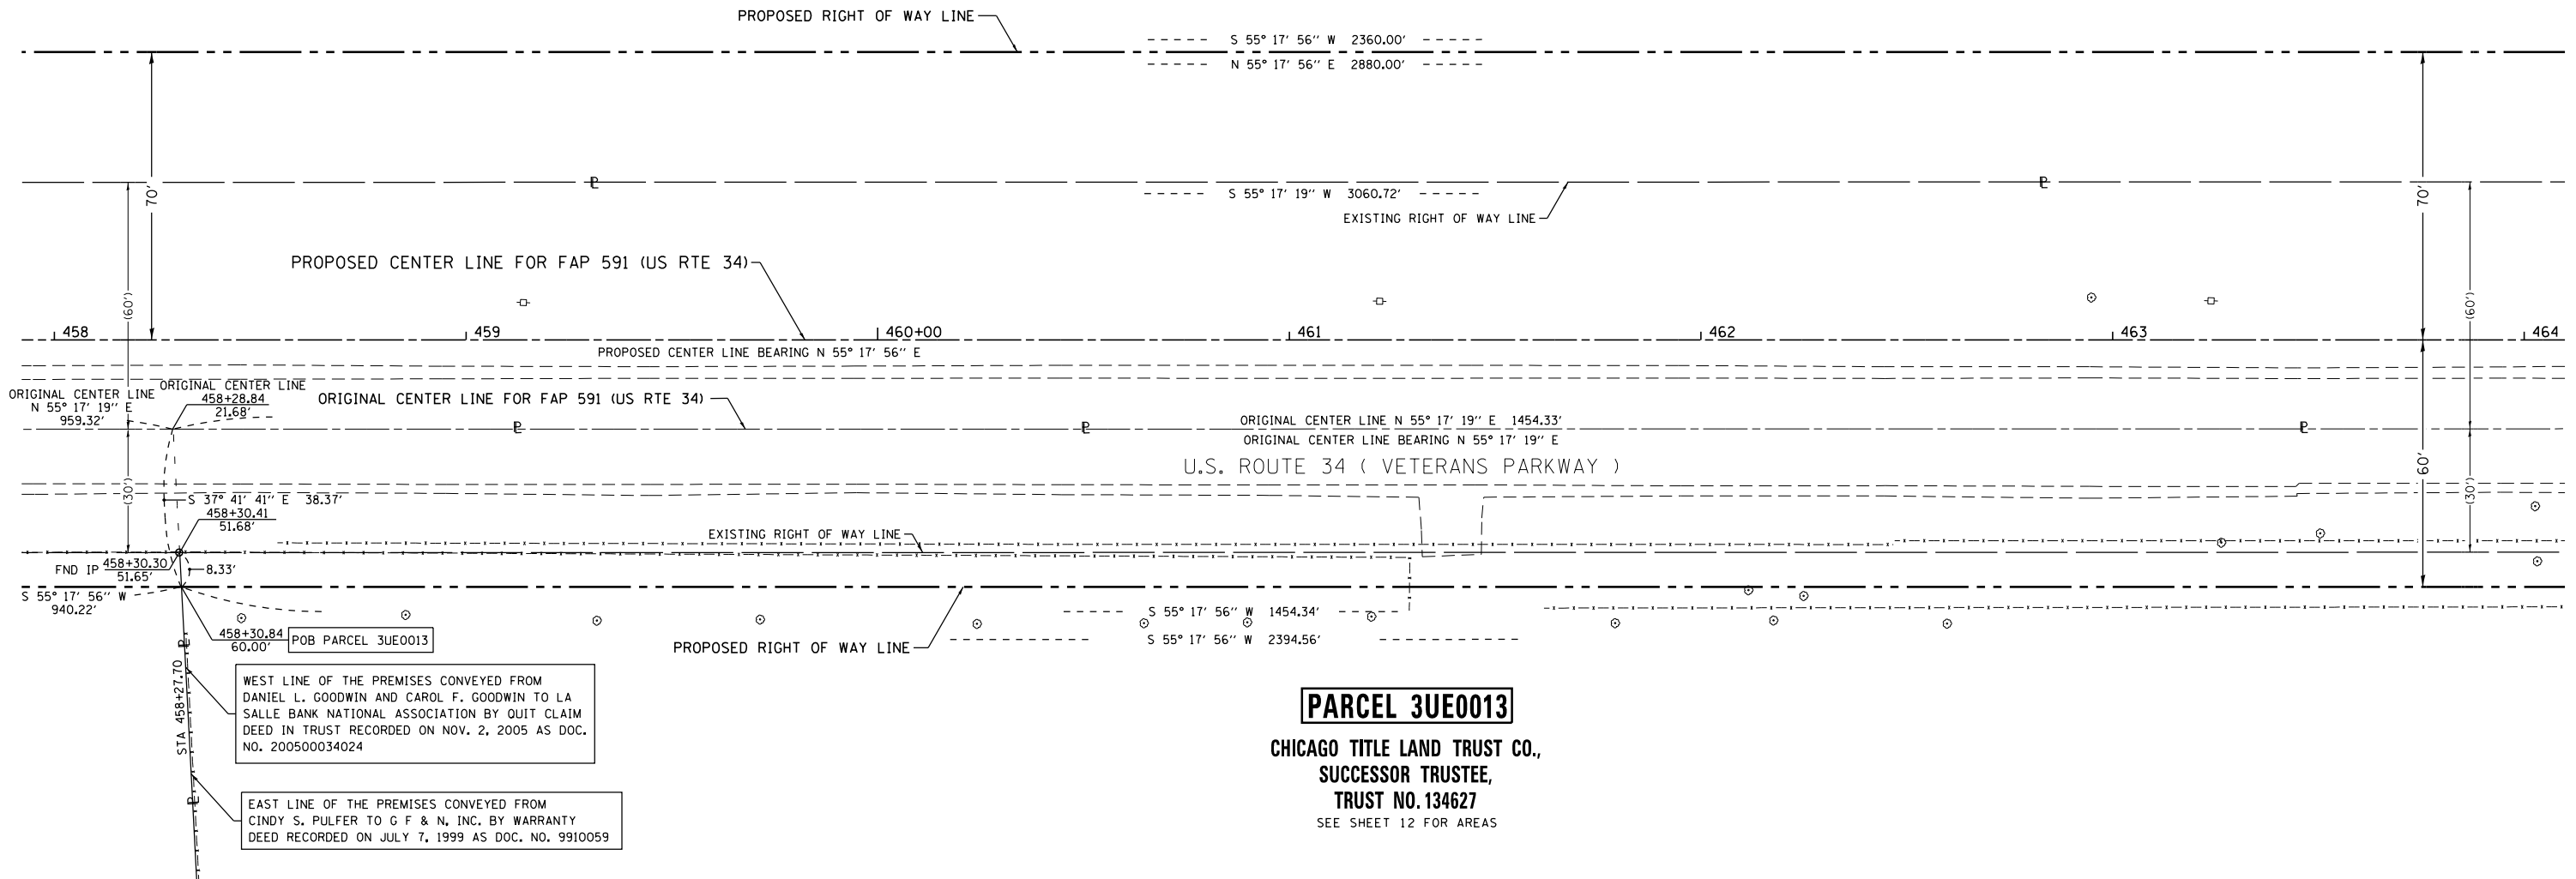 PROPOSED RIGHT OF WAY LINE
S 55° 17' 56'' W 2360.00'
N 55° 17' 56'' E 2880.00'
70'
70'
S 55° 17' 19'' W 3060.72'
EXISTING RIGHT OF WAY LINE
PROPOSED CENTER LINE FOR FAP 591 (US RTE 34)
(60')
(60')
458
459
460+00
461
462
463
464
PROPOSED CENTER LINE BEARING N 55° 17' 56'' E
ORIGINAL CENTER LINE
N 55° 17' 19'' E
959.32'
ORIGINAL CENTER LINE
458+28.84
21.68'
ORIGINAL CENTER LINE FOR FAP 591 (US RTE 34)
ORIGINAL CENTER LINE N 55° 17' 19'' E 1454.33'
ORIGINAL CENTER LINE BEARING N 55° 17' 19'' E
U.S. ROUTE 34 ( VETERANS PARKWAY )
60'
(30')
(30')
S 37° 41' 41'' E 38.37'
458+30.41
51.68'
EXISTING RIGHT OF WAY LINE
FND IP
458+30.30
51.65'
8.33'
S 55° 17' 56'' W
940.22'
458+30.84
60.00'
POB PARCEL 3UE0013
S 55° 17' 56'' W 1454.34'
S 55° 17' 56'' W 2394.56'
PROPOSED RIGHT OF WAY LINE
STA 458+27.70
WEST LINE OF THE PREMISES CONVEYED FROM
DANIEL L. GOODWIN AND CAROL F. GOODWIN TO LA
SALLE BANK NATIONAL ASSOCIATION BY QUIT CLAIM
DEED IN TRUST RECORDED ON NOV. 2, 2005 AS DOC.
NO. 200500034024
EAST LINE OF THE PREMISES CONVEYED FROM
CINDY S. PULFER TO G F & N, INC. BY WARRANTY
DEED RECORDED ON JULY 7, 1999 AS DOC. NO. 9910059
PARCEL 3UE0013
CHICAGO TITLE LAND TRUST CO.,
SUCCESSOR TRUSTEE,
TRUST NO. 134627
SEE SHEET 12 FOR AREAS